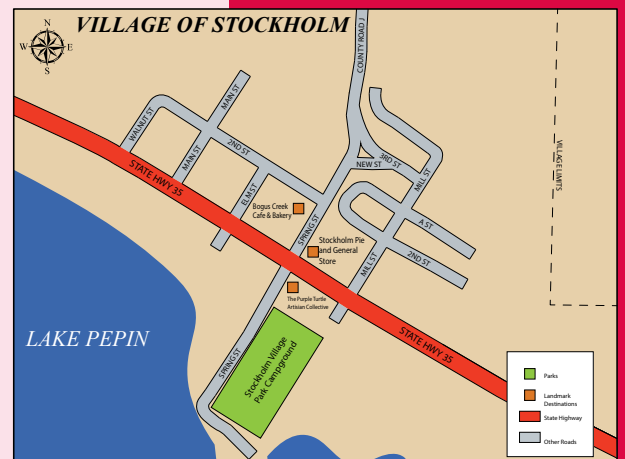 VILLAGE OF STOCKHOLM
N
W
E
S
COUNTY ROAD J
MAIN ST
WALNUT ST
2ND ST
MAIN ST
STATE HWY 35
ELM ST
NEW ST
3RD ST
MILL ST
VILLAGE LIMITS
Bogus Creek
Cafe & Bakery
SPRING ST
A ST
2ND ST
MILL ST
Stockholm Pie
and General
Store
The Purple Turtle
Artisian Collective
LAKE PEPIN
STATE HWY 35
SPRING ST
Stockholm Village
Park Campground
Parks
Landmark
Destinations
State Highway
Other Roads